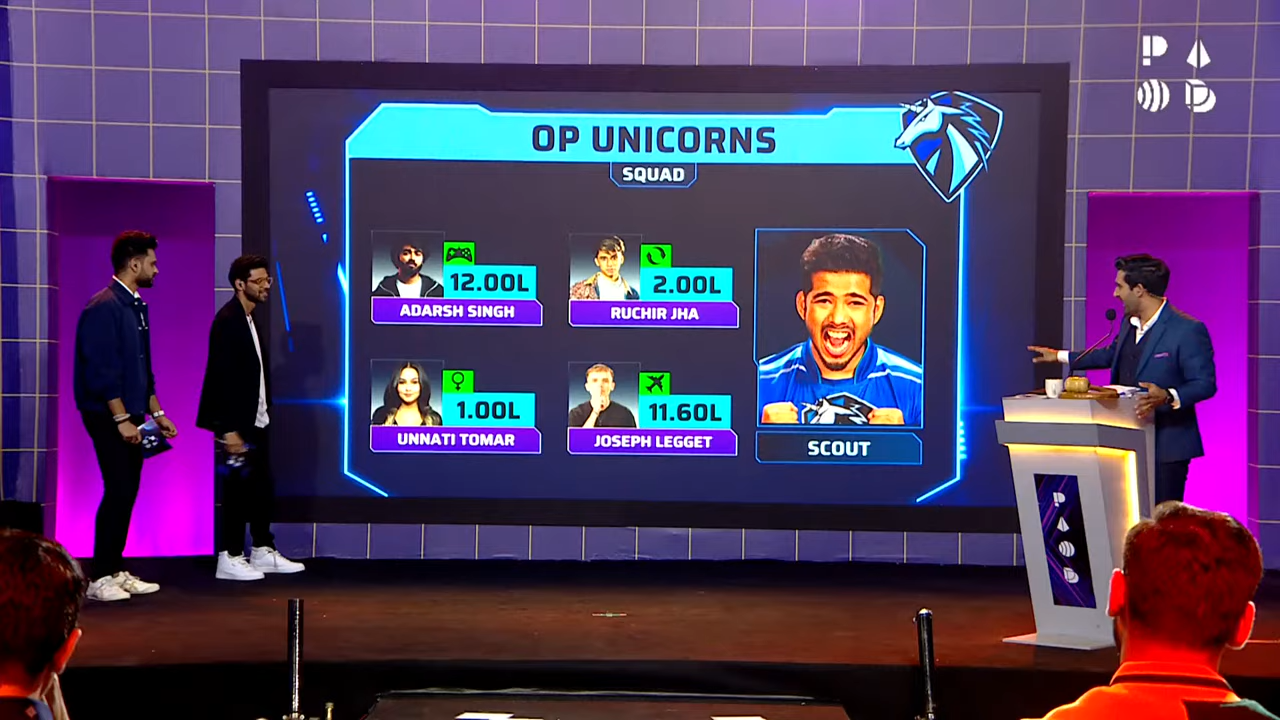 P A
O D
OP UNICORNS
SQUAD
12.00L
ADARSH SINGH
2.00L
RUCHIR JHA
1.00L
UNNATI TOMAR
11.60L
JOSEPH LEGGET
SCOUT
P
A
O
D